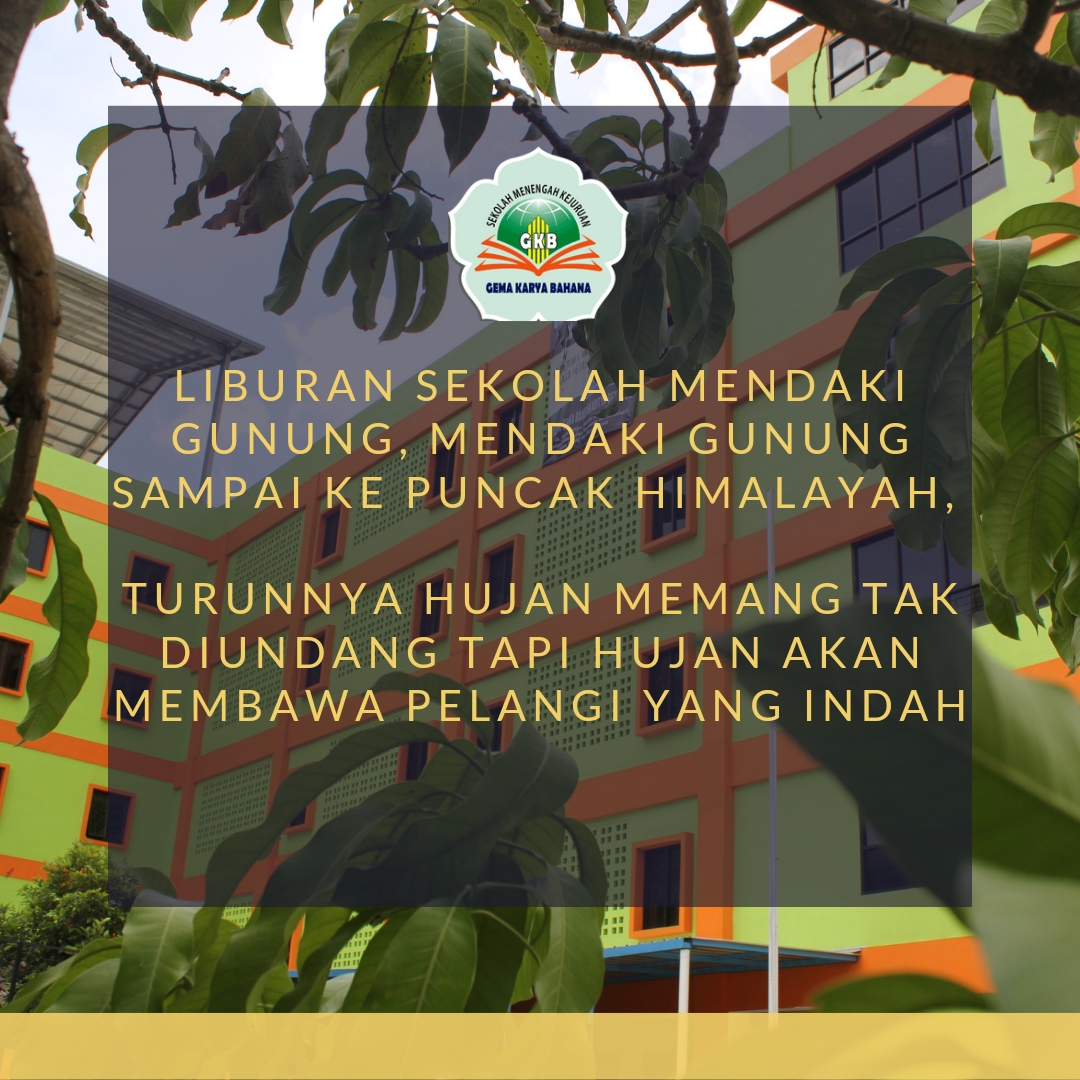 SEKOLAH MENENGAH KEJURUAN
GKB
GEMA KARYA BAHANA
LIBURAN SEKOLAH MENDAKI
GUNUNG, MENDAKI GUNUNG
SAMPAI KE PUNCAK HIMALAYAH,
TURUNNYA HUJAN MEMANG TAK
DIUNDANG TAPI HUJAN AKAN
MEMBAWA PELANGI YANG INDAH